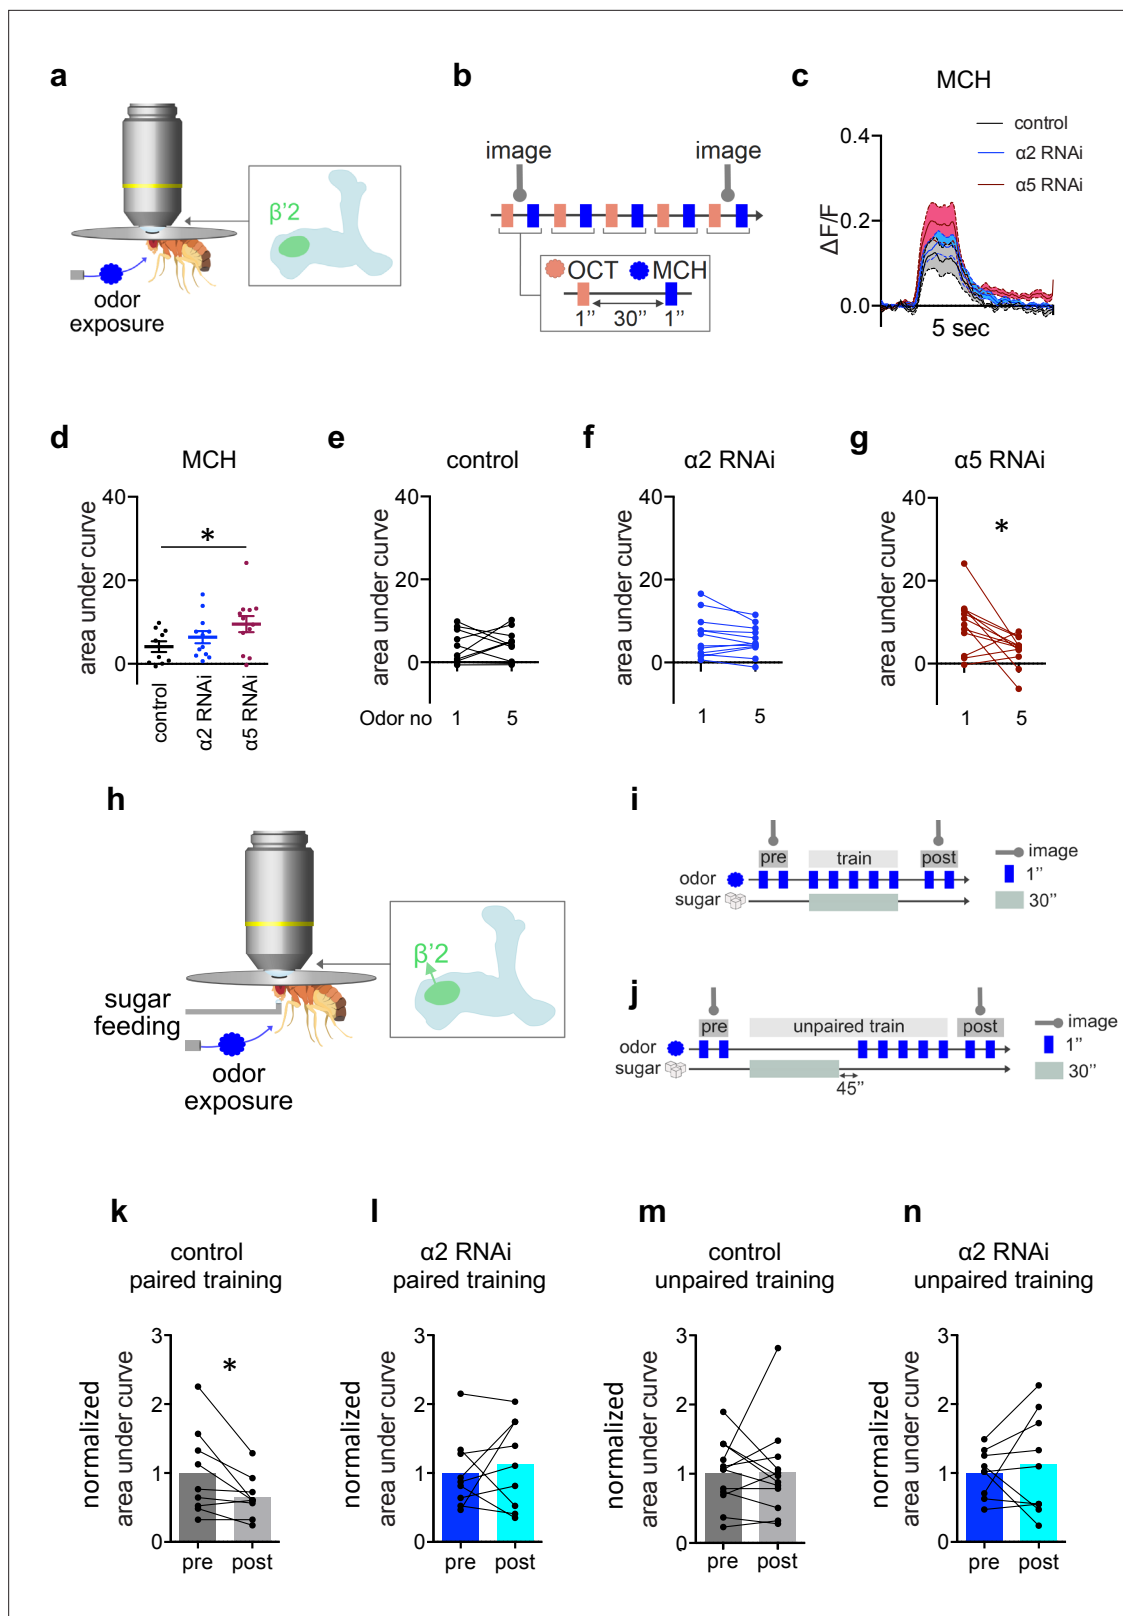 a
β'2
odor
exposure
b
image
image
OCT
MCH
1''
30''
1''
c
MCH
control
α2 RNAi
α5 RNAi
0.4
0.2
0.0
ΔF/F
5 sec
d
MCH
area under curve
40
20
0
control
α2 RNAi
α5 RNAi
e
control
area under curve
40
20
0
Odor no
1
5
f
α2 RNAi
area under curve
40
20
0
1
5
g
α5 RNAi
area under curve
40
20
0
*
1
5
*
h
β'2
sugar
feeding
odor
exposure
i
pre
train
post
odor
sugar
image
1''
30''
j
pre
unpaired train
post
odor
sugar
45''
image
1''
30''
k
control
paired training
normalized
area under curve
3
2
1
0
*
pre
post
l
α2 RNAi
paired training
normalized
area under curve
3
2
1
0
pre
post
m
control
unpaired training
normalized
area under curve
3
2
1
0
pre
post
n
α2 RNAi
unpaired training
normalized
area under curve
3
2
1
0
pre
post